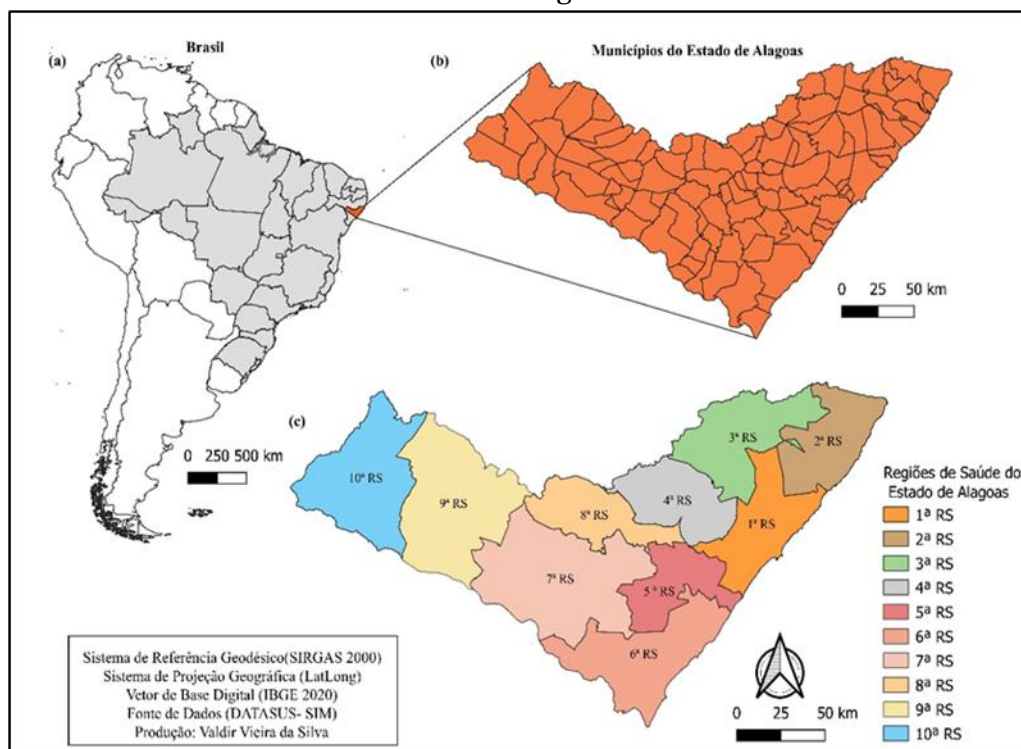 (a)
Brasil
(b)
Municípios do Estado de Alagoas
0 25 50 km
0 250 500 km
(c)
10ª RS
9ª RS
8ª RS
7ª RS
4ª RS
3ª RS
2ª RS
1ª RS
5ª RS
6ª RS
Regiões de Saúde do
Estado de Alagoas
1ª RS
2ª RS
3ª RS
4ª RS
5ª RS
6ª RS
7ª RS
8ª RS
9ª RS
10ª RS
0 25 50 km
Sistema de Referência Geodésico(SIRGAS 2000)
Sistema de Projeção Geográfica (LatLong)
Vetor de Base Digital (IBGE 2020)
Fonte de Dados (DATASUS- SIM)
Produção: Valdir Vieira da Silva